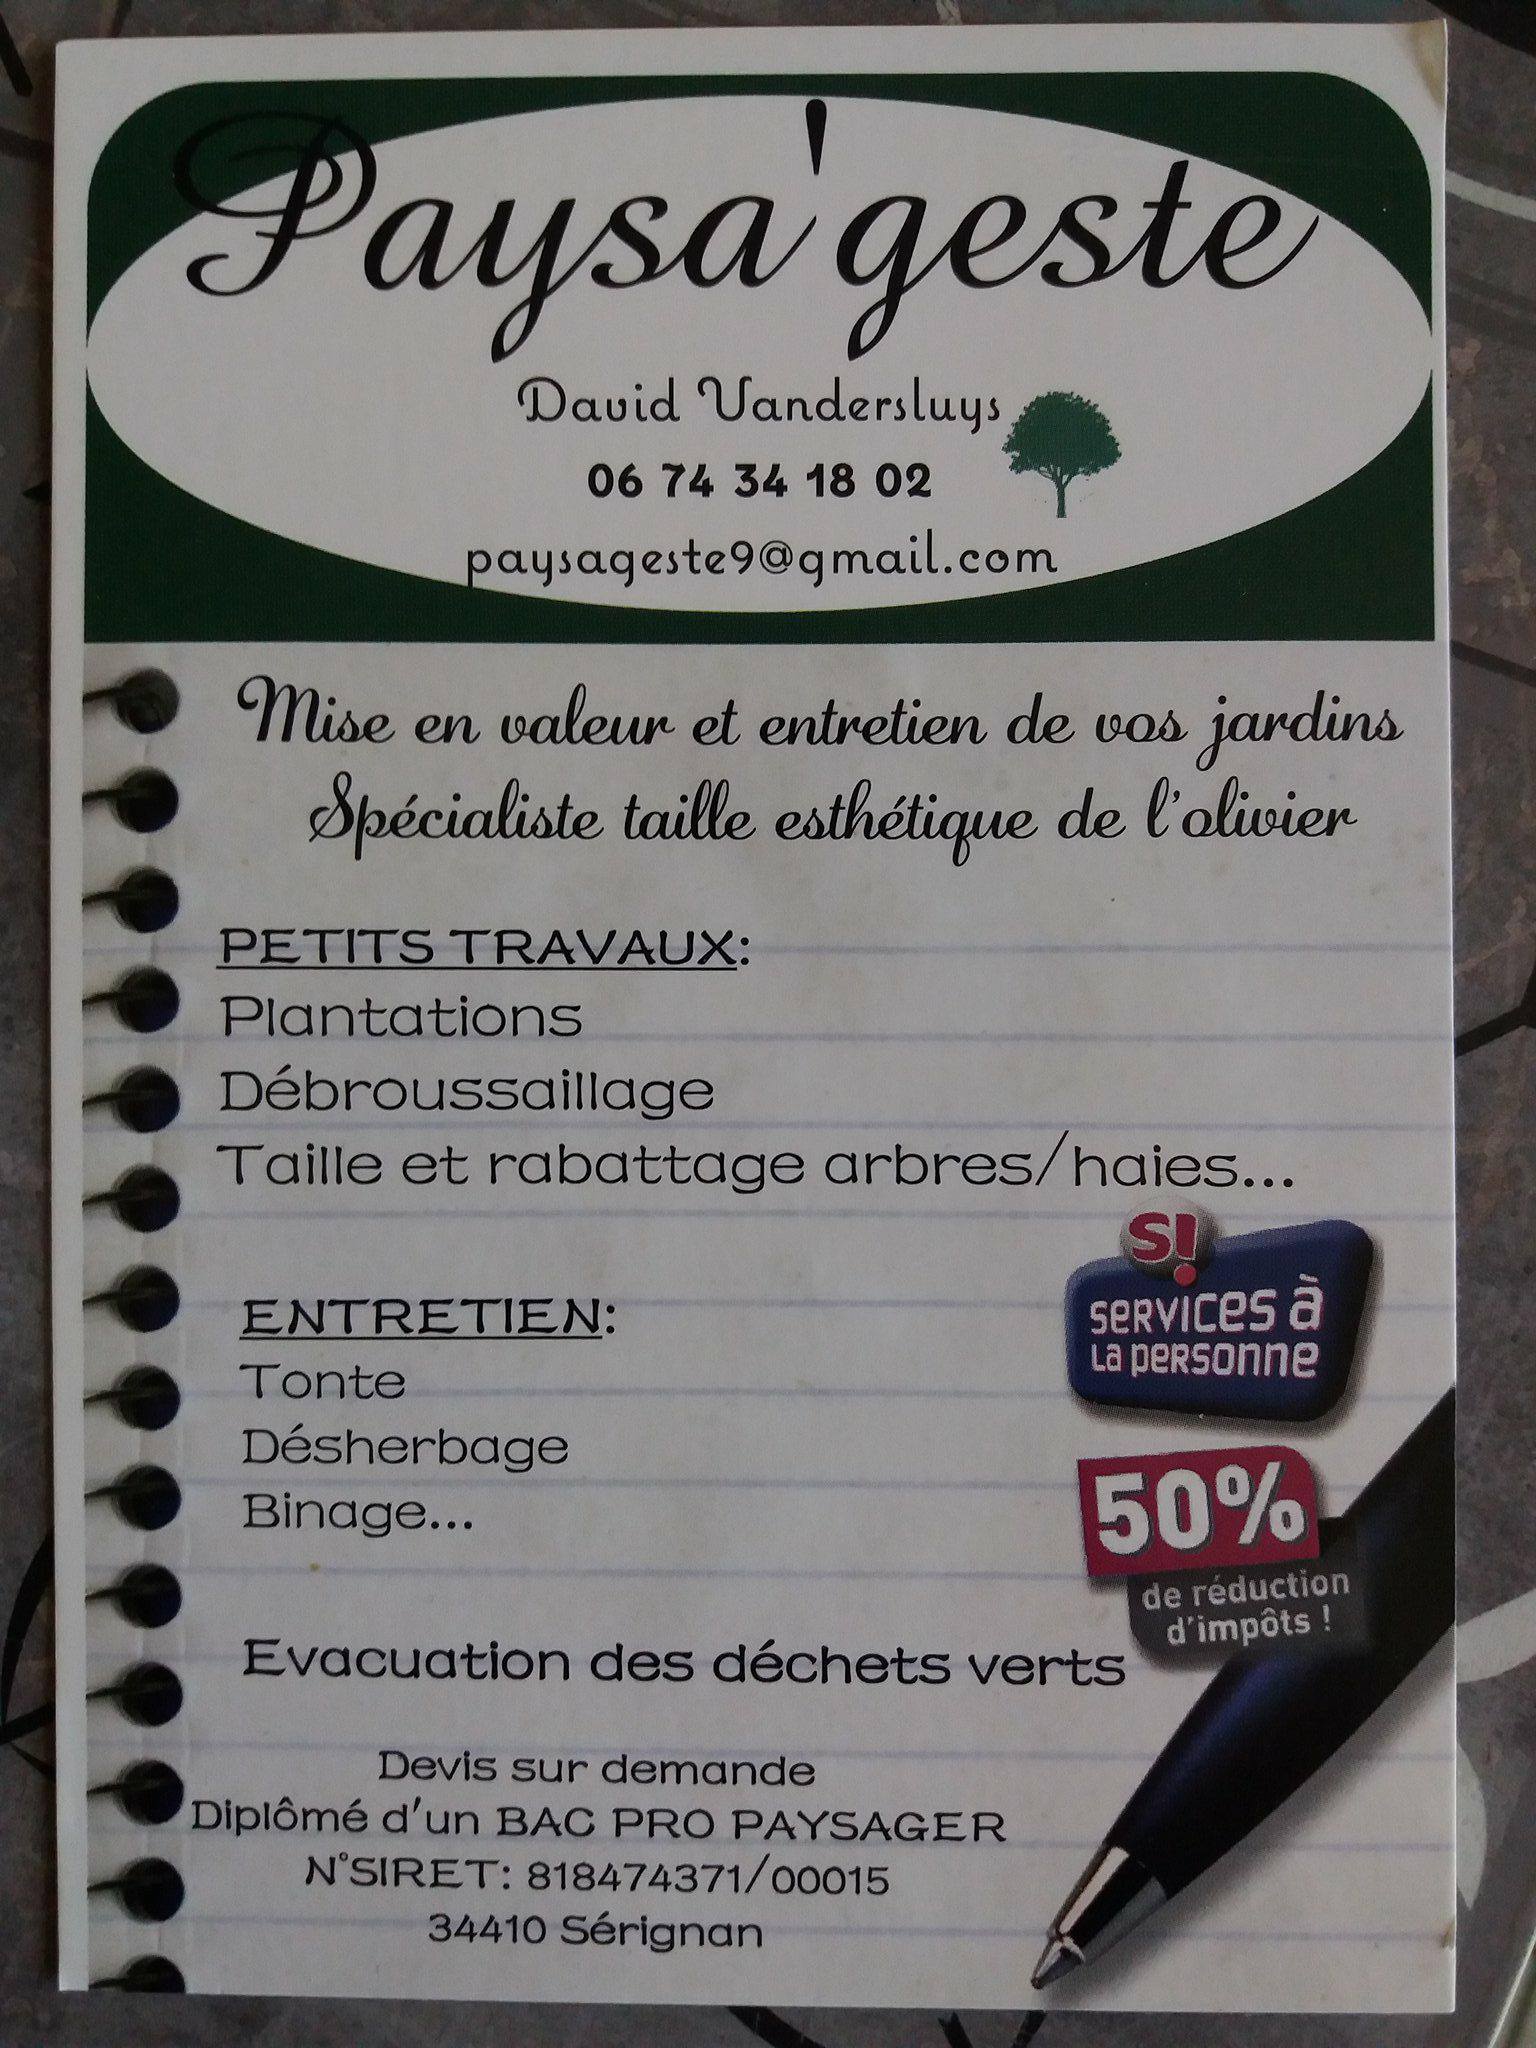 Paysa'geste
David Vandersluys
06 74 34 18 02
paysageste9@gmail.com
Mise en valeur et entretien de vos jardins
Spécialiste taille esthétique de l'olivier
PETITS TRAVAUX:
Plantations
Débroussaillage
Taille et rabattage arbres/haies...
S!
SERVICES à
LA PERSONNE
ENTRETIEN:
Tonte
Désherbage
Binage...
50%
de réduction
d'impôts !
Evacuation des déchets verts
Devis sur demande
Diplômé d'un BAC PRO PAYSAGER
N°SIRET: 818474371/00015
34410 Sérignan